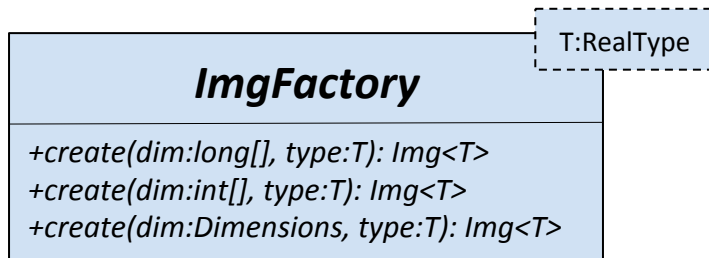 T:RealType
ImgFactory
+create(dim:long[], type:T): Img<T>
+create(dim:int[], type:T): Img<T>
+create(dim:Dimensions, type:T): Img<T>